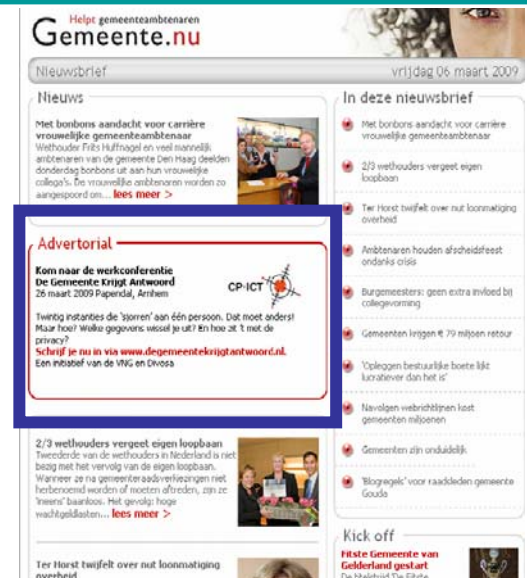 Helpt gemeenteambtenaren
Gemeente.nu
Nieuwsbrief
vrijdag 06 maart 2009
Nieuws
Met bonbons aandacht voor carrière
vrouwelijke gemeenteambtenaar
Wethouder Frits Huffnagel en veel mannelijk
ambtenaren van de gemeente Den Haag deelden
donderdag bonbons uit aan hun vrouwelijke
collega's. De vrouwelijke ambtenaren worden zo
aangespoord om... lees meer >
Advertorial
Kom naar de werkconferentie
De Gemeente Krijgt Antwoord
26 maart 2009 Papendal, Arnhem
CP-ICT
Twintig instanties die 'sjorren' aan één persoon. Dat moet anders!
Maar hoe? Welke gegevens wissel je uit? En hoe zit 't met de
privacy?
Schrijf je nu in via www.degemeentekrijgtantwoord.nl.
Een initiatief van de VNG en Divosa
2/3 wethouders vergeet eigen loopbaan
Tweederde van de wethouders in Nederland is niet
bezig met het vervolg van de eigen loopbaan.
Wanneer ze na gemeenteraadsverkiezingen niet
herbenoemd worden of moeten aftreden, zijn ze
'ineens' baanloos. Het gevolg: hoge
wachtgeldlasten... lees meer >
Ter Horst twijfelt over nut loonmatiging
overheid
In deze nieuwsbrief
Met bonbons aandacht voor carriere
vrouwelijke gemeenteambtenaar
2/3 wethouders vergeet eigen
loopbaan
Ter Horst twijfelt over nut loonmatiging
overheid
Ambtenaren houden afscheidsfeest
ondanks crisis
Burgemeesters: geen extra invloed bij
collegevorming
Gemeenten krijgen € 79 miljoen retour
'Opleggen bestuurlijke boete lijkt
lucratiever dan het is'
Navolgen webrichtlijnen kost
gemeenten miljoenen
Gemeenten zijn onduidelijk
'Blogregels' voor raadsleden gemeente
Gouda
Kick off
Fitste Gemeente van
Gelderland gestart
De Wedstrijd De Fitste